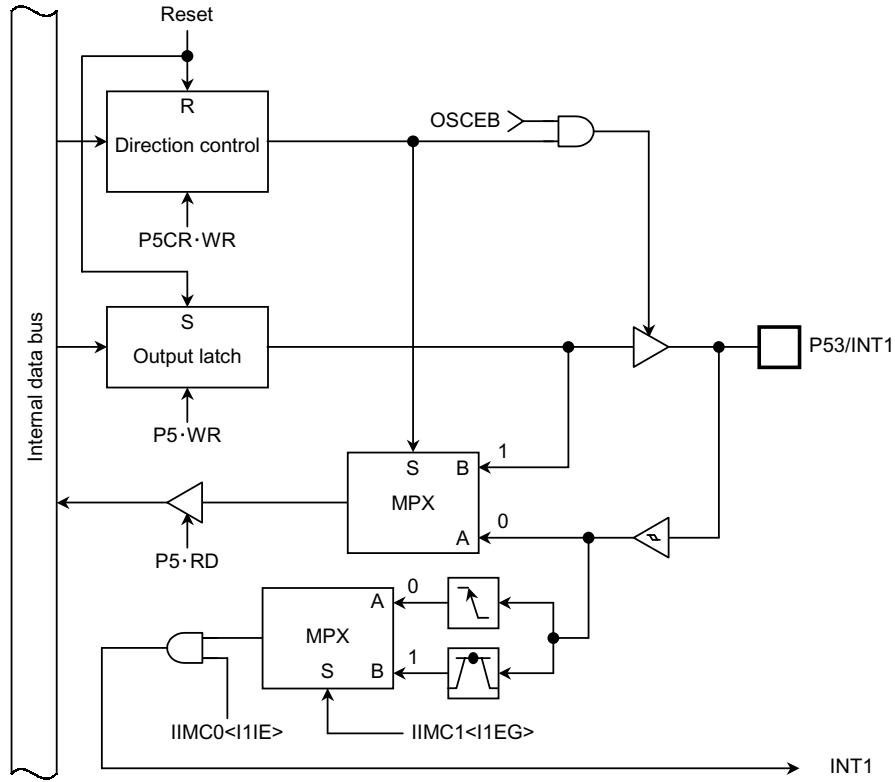 Reset
R
Direction control
P5CR·WR
OSCEB
S
Output latch
P5·WR
P53/INT1
Internal data bus
S B 1
MPX
A 0
P5·RD
A 0
MPX
S B 1
IIMC0<I1IE>
IIMC1<I1EG>
INT1